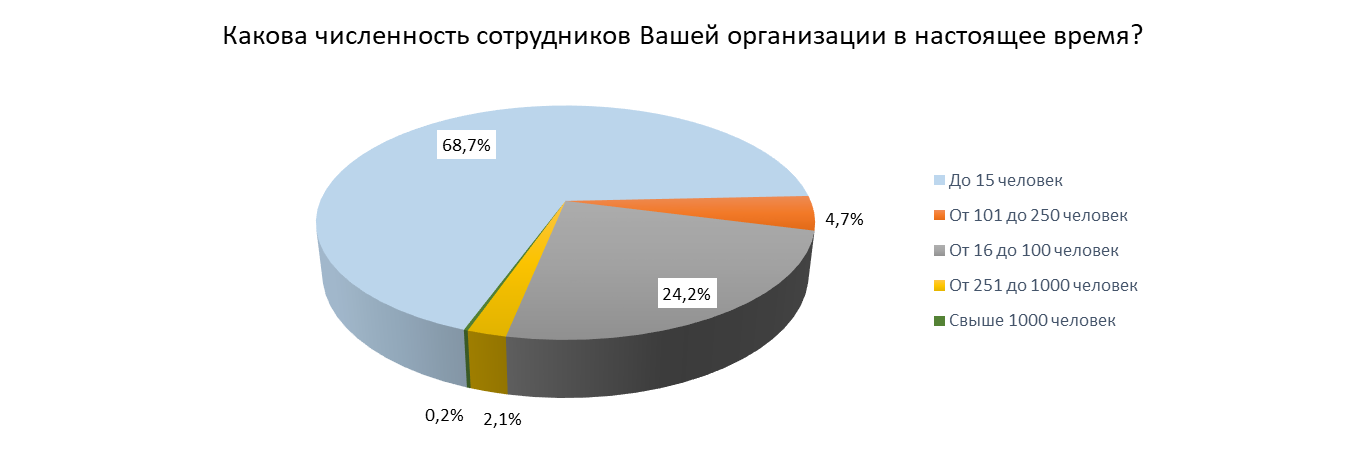 Какова численность сотрудников Вашей организации в настоящее время?
68,7%
4,7%
24,2%
0,2%
2,1%
До 15 человек
От 101 до 250 человек
От 16 до 100 человек
От 251 до 1000 человек
Свыше 1000 человек